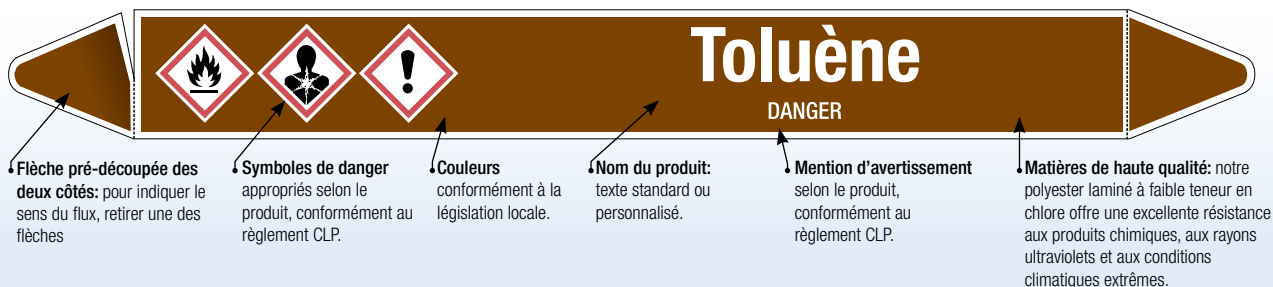 Toluène
DANGER
Flèche pré-découpée des
deux côtés: pour indiquer le
sens du flux, retirer une des
flèches
Symboles de danger
appropriés selon le
produit, conformément au
règlement CLP.
Couleurs
conformément à la
législation locale.
Nom du produit:
texte standard ou
personnalisé.
Mention d’avertissement
selon le produit,
conformément au
règlement CLP.
Matières de haute qualité: notre
polyester laminé à faible teneur en
chlore offre une excellente résistance
aux produits chimiques, aux rayons
ultraviolets et aux conditions
climatiques extrêmes.